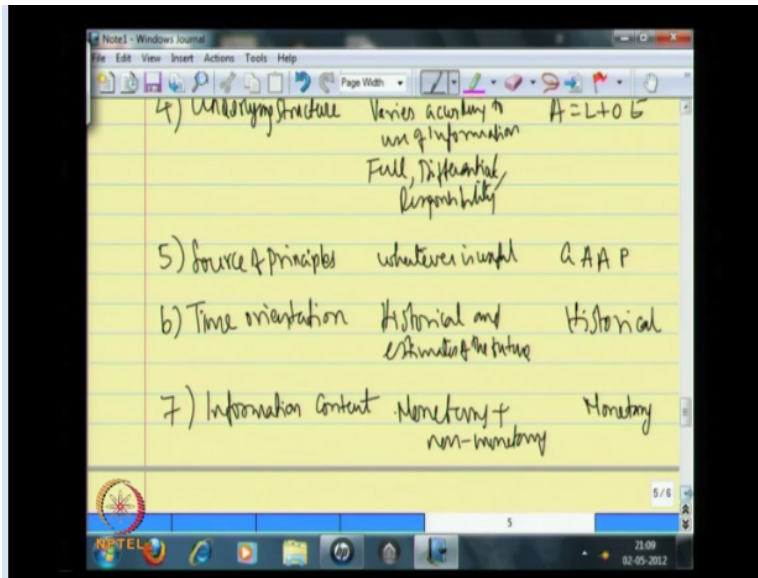 Note1 - Windows Journal
File Edit View Insert Actions Tools Help
Page Width
4) Underlying Structure Varies according to A = L + O E
use of Information
Full, Differential,
Responsibility
5) Source of principles whatever is useful G A A P
6) Time orientation Historical and Historical
estimates of the future
7) Information Content Monetary + Monetary
non-monetary
5 / 6
5
NPTEL
21:09
02-05-2012